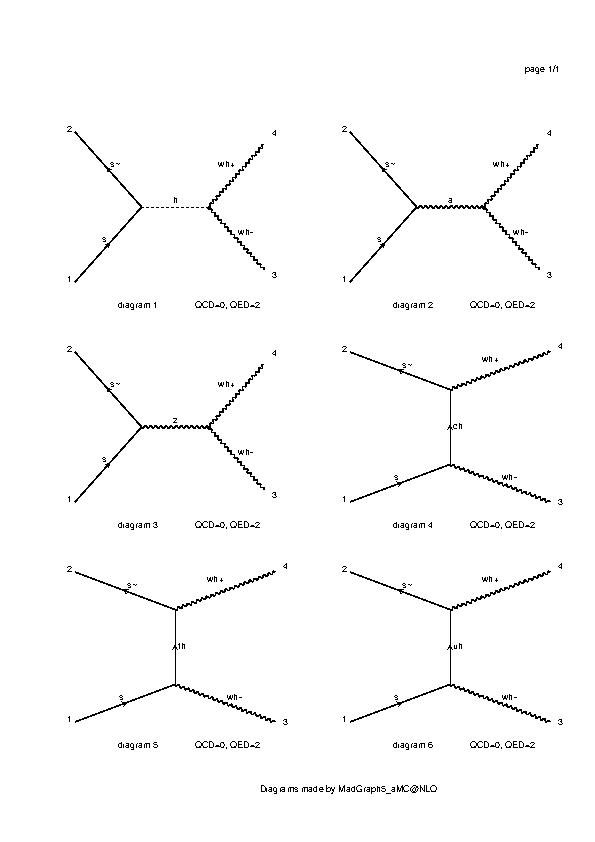 page 1/1
2 4
s~ wh+
h
s wh-
1 3
diagram 1 QCD=0, QED=2
2 4
s~ wh+
a
s wh-
1 3
diagram 2 QCD=0, QED=2
2 4
s~ wh+
z
s wh-
1 3
diagram 3 QCD=0, QED=2
2 4
s~ wh+
ch
s wh-
1 3
diagram 4 QCD=0, QED=2
2 4
s~ wh+
th
s wh-
1 3
diagram 5 QCD=0, QED=2
2 4
s~ wh+
uh
s wh-
1 3
diagram 6 QCD=0, QED=2
Diagrams made by MadGraph5_aMC@NLO